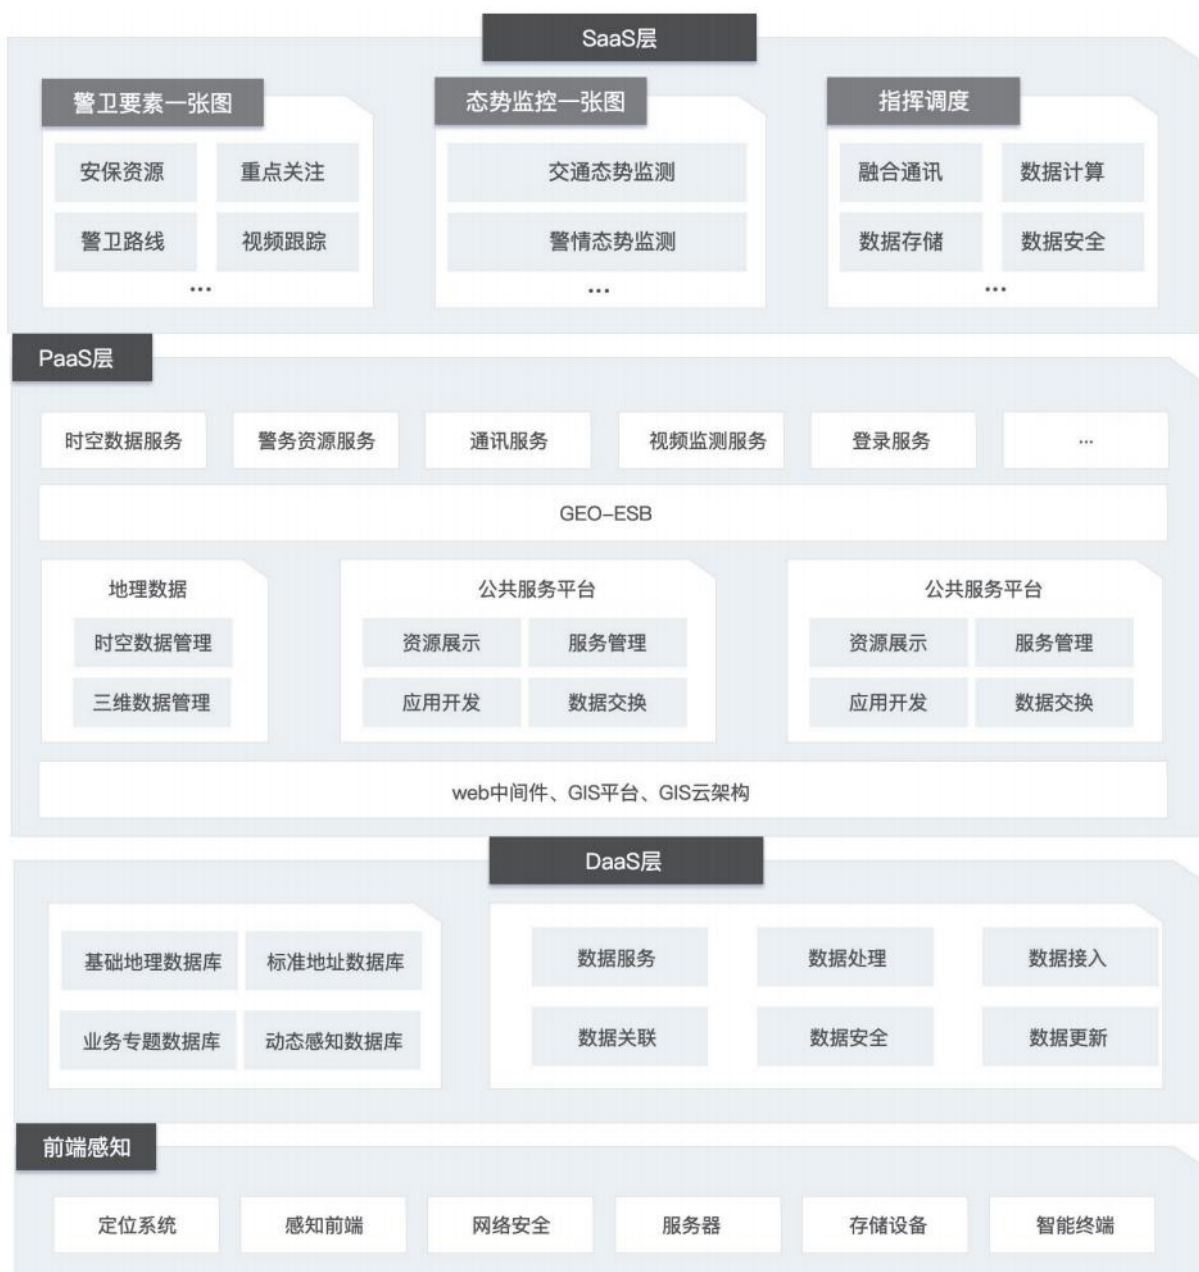 SaaS层
警卫要素一张图
安保资源
重点关注
警卫路线
视频跟踪
...
态势监控一张图
交通态势监测
警情态势监测
...
指挥调度
融合通讯
数据计算
数据存储
数据安全
...
PaaS层
时空数据服务
警务资源服务
通讯服务
视频监测服务
登录服务
...
GEO-ESB
地理数据
时空数据管理
三维数据管理
公共服务平台
资源展示
服务管理
应用开发
数据交换
公共服务平台
资源展示
服务管理
应用开发
数据交换
web中间件、GIS平台、GIS云架构
DaaS层
基础地理数据库
标准地址数据库
业务专题数据库
动态感知数据库
数据服务
数据处理
数据接入
数据关联
数据安全
数据更新
前端感知
定位系统
感知前端
网络安全
服务器
存储设备
智能终端